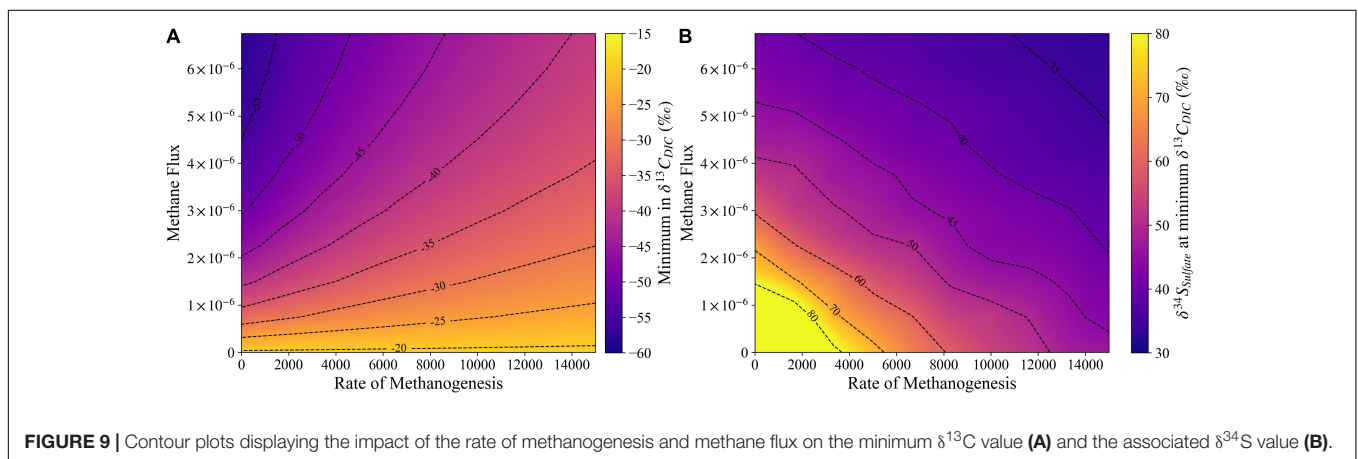 A
Methane Flux
6 × 10⁻⁶
5 × 10⁻⁶
4 × 10⁻⁶
3 × 10⁻⁶
2 × 10⁻⁶
1 × 10⁻⁶
0
0 2000 4000 6000 8000 10000 12000 14000
Rate of Methanogenesis
-55
-50
-45
-40
-35
-30
-25
-20
−15
−20
−25
−30
−35
−40
−45
−50
−55
−60
Minimum in δ¹³C_DIC (‰)
B
Methane Flux
6 × 10⁻⁶
5 × 10⁻⁶
4 × 10⁻⁶
3 × 10⁻⁶
2 × 10⁻⁶
1 × 10⁻⁶
0
0 2000 4000 6000 8000 10000 12000 14000
Rate of Methanogenesis
35
40
45
50
60
70
80
80
70
60
50
40
30
δ³⁴S_Sulfate at minimum δ¹³C_DIC (‰)
FIGURE 9 | Contour plots displaying the impact of the rate of methanogenesis and methane flux on the minimum δ¹³C value (A) and the associated δ³⁴S value (B).